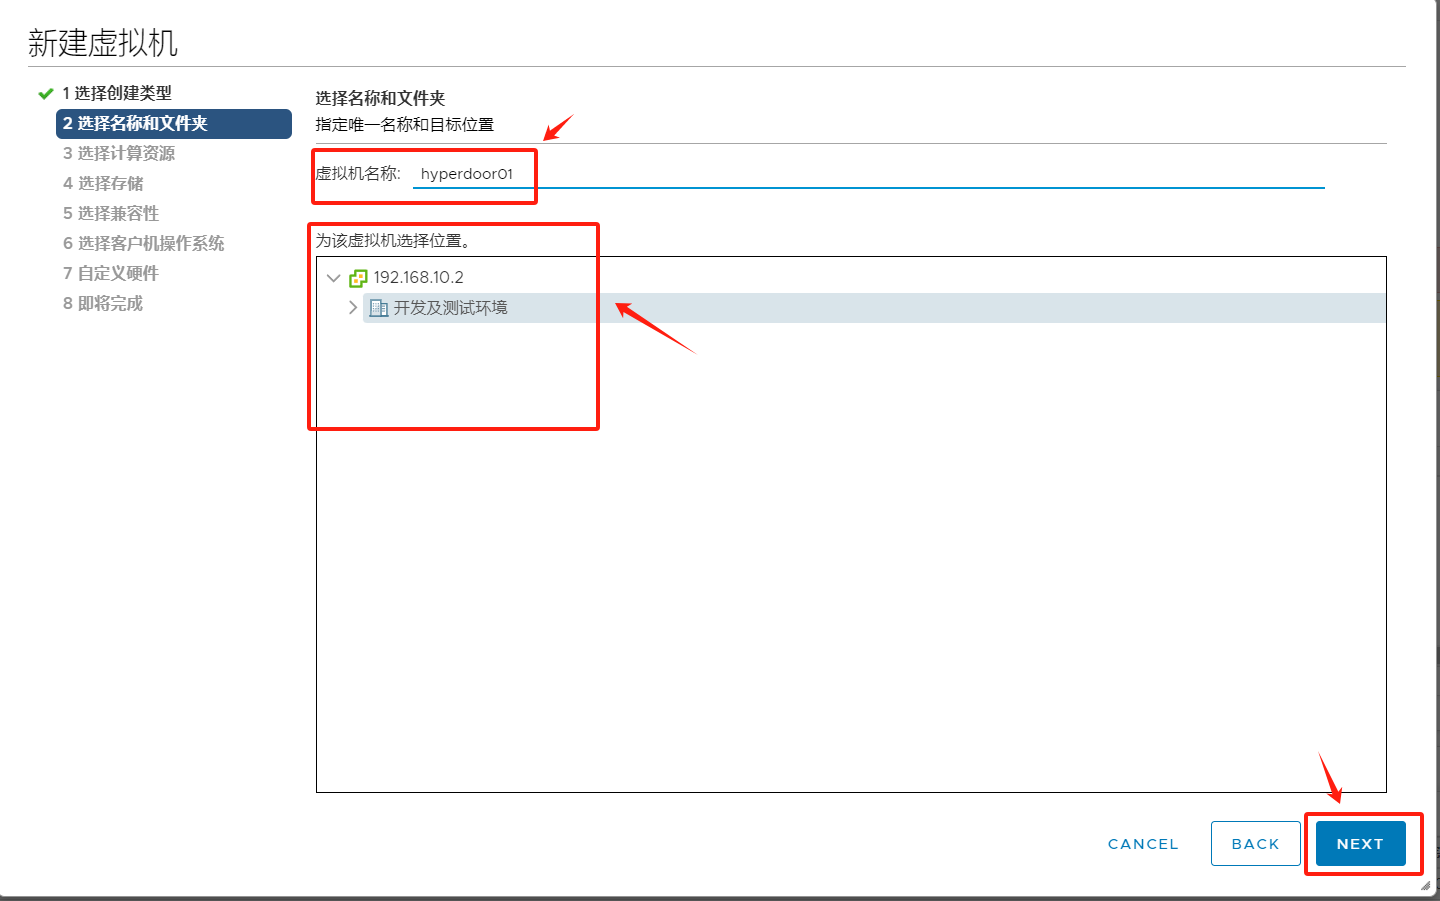 新建虚拟机
1 选择创建类型
2 选择名称和文件夹
3 选择计算资源
4 选择存储
5 选择兼容性
6 选择客户机操作系统
7 自定义硬件
8 即将完成
选择名称和文件夹
指定唯一名称和目标位置
虚拟机名称: hyperdoor01
为该虚拟机选择位置。
192.168.10.2
开发及测试环境
CANCEL
BACK
NEXT